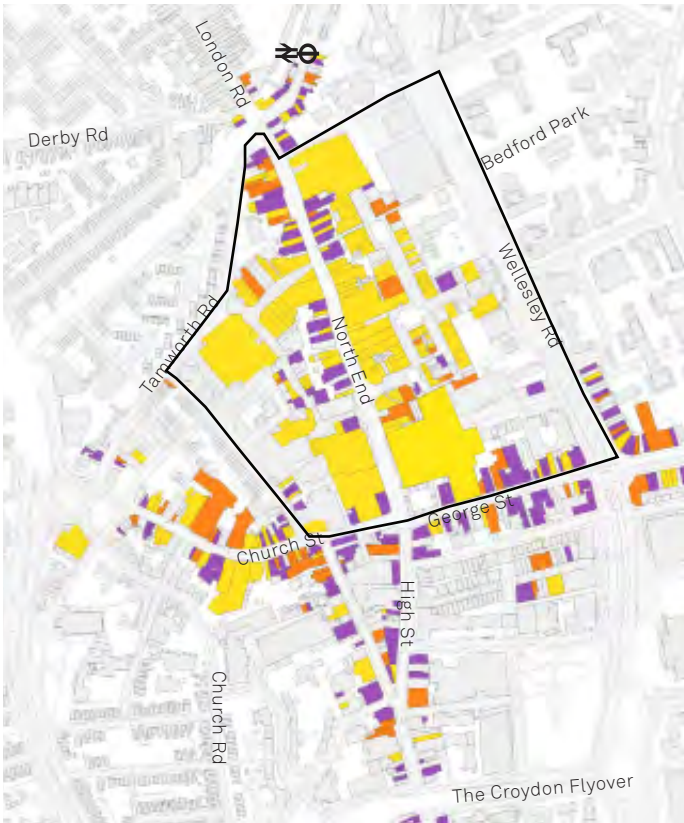 London Rd
Derby Rd
Bedford Park
Wellesley Rd
Tamworth Rd
North End
George St
Church St
High St
Church Rd
The Croydon Flyover